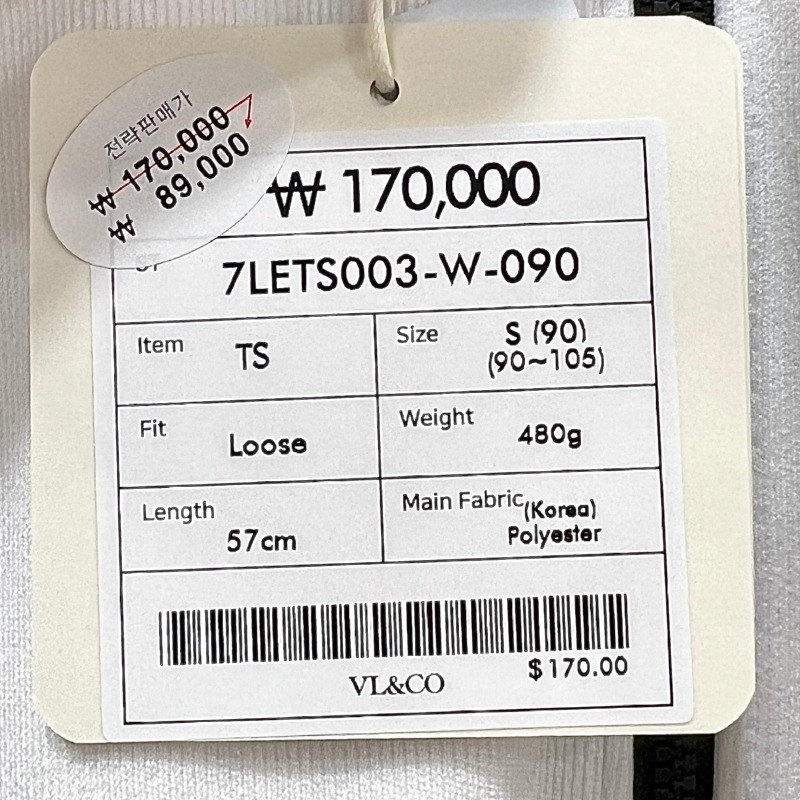 전략판매가
₩ 170,000
₩ 89,000
₩ 170,000
7LETS003-W-090
Item TS
Size S (90)
(90~105)
Fit Loose
Weight 480g
Length 57cm
Main Fabric (Korea)
Polyester
$170.00
VL&CO